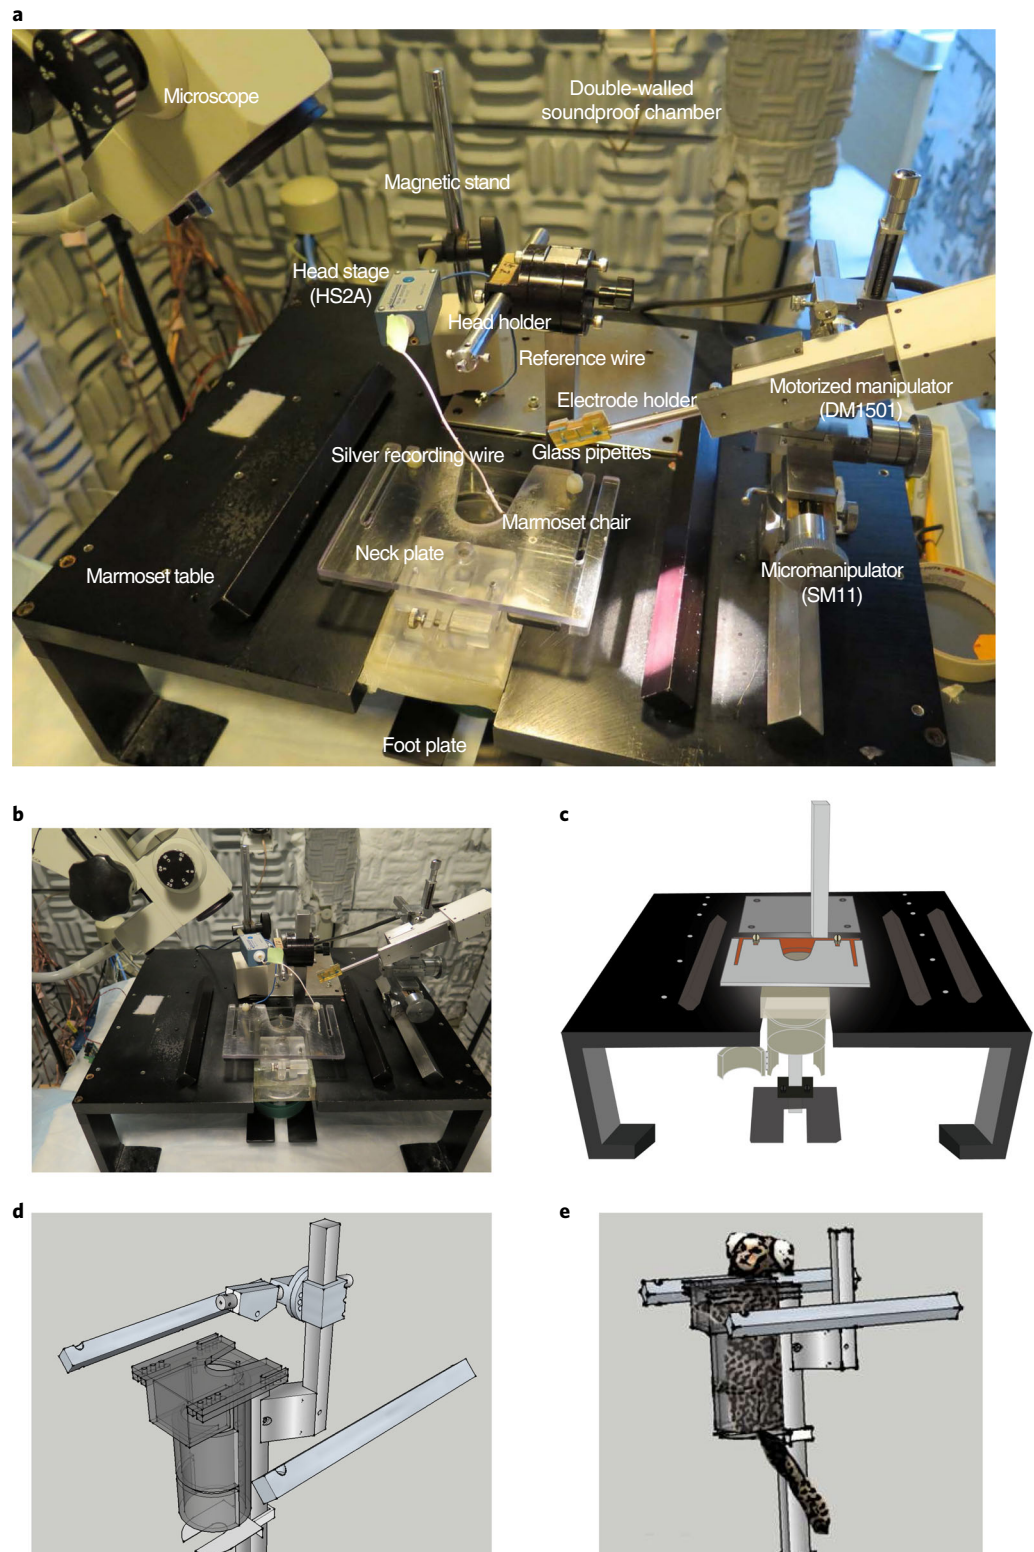 a
Microscope
Double-walled
soundproof chamber
Magnetic stand
Head stage
(HS2A)
Head holder
Reference wire
Electrode holder
Motorized manipulator
(DM1501)
Silver recording wire
Glass pipettes
Marmoset chair
Neck plate
Marmoset table
Micromanipulator
(SM11)
Foot plate
b
c
d
e